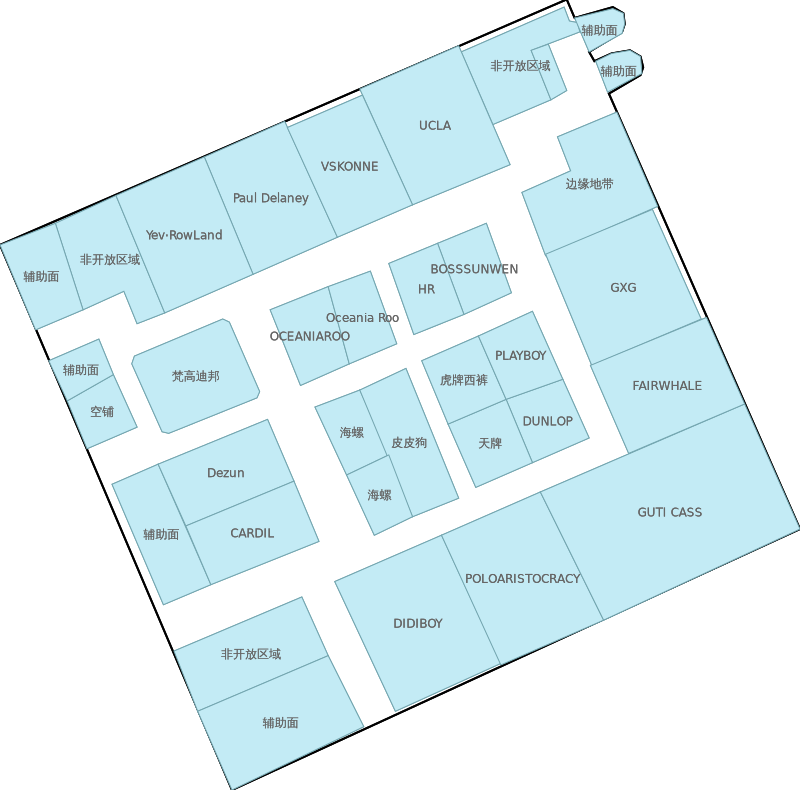 辅助面
非开放区域
辅助面
UCLA
VSKONNE
边缘地带
Paul Delaney
Yev·RowLand
非开放区域
辅助面
BOSSSUNWEN
HR
GXG
Oceania Roo
OCEANIAROO
PLAYBOY
辅助面
梵高迪邦
虎牌西裤
FAIRWHALE
空铺
DUNLOP
海螺
皮皮狗
天牌
Dezun
海螺
GUTI CASS
辅助面
CARDIL
POLOARISTOCRACY
DIDIBOY
非开放区域
辅助面